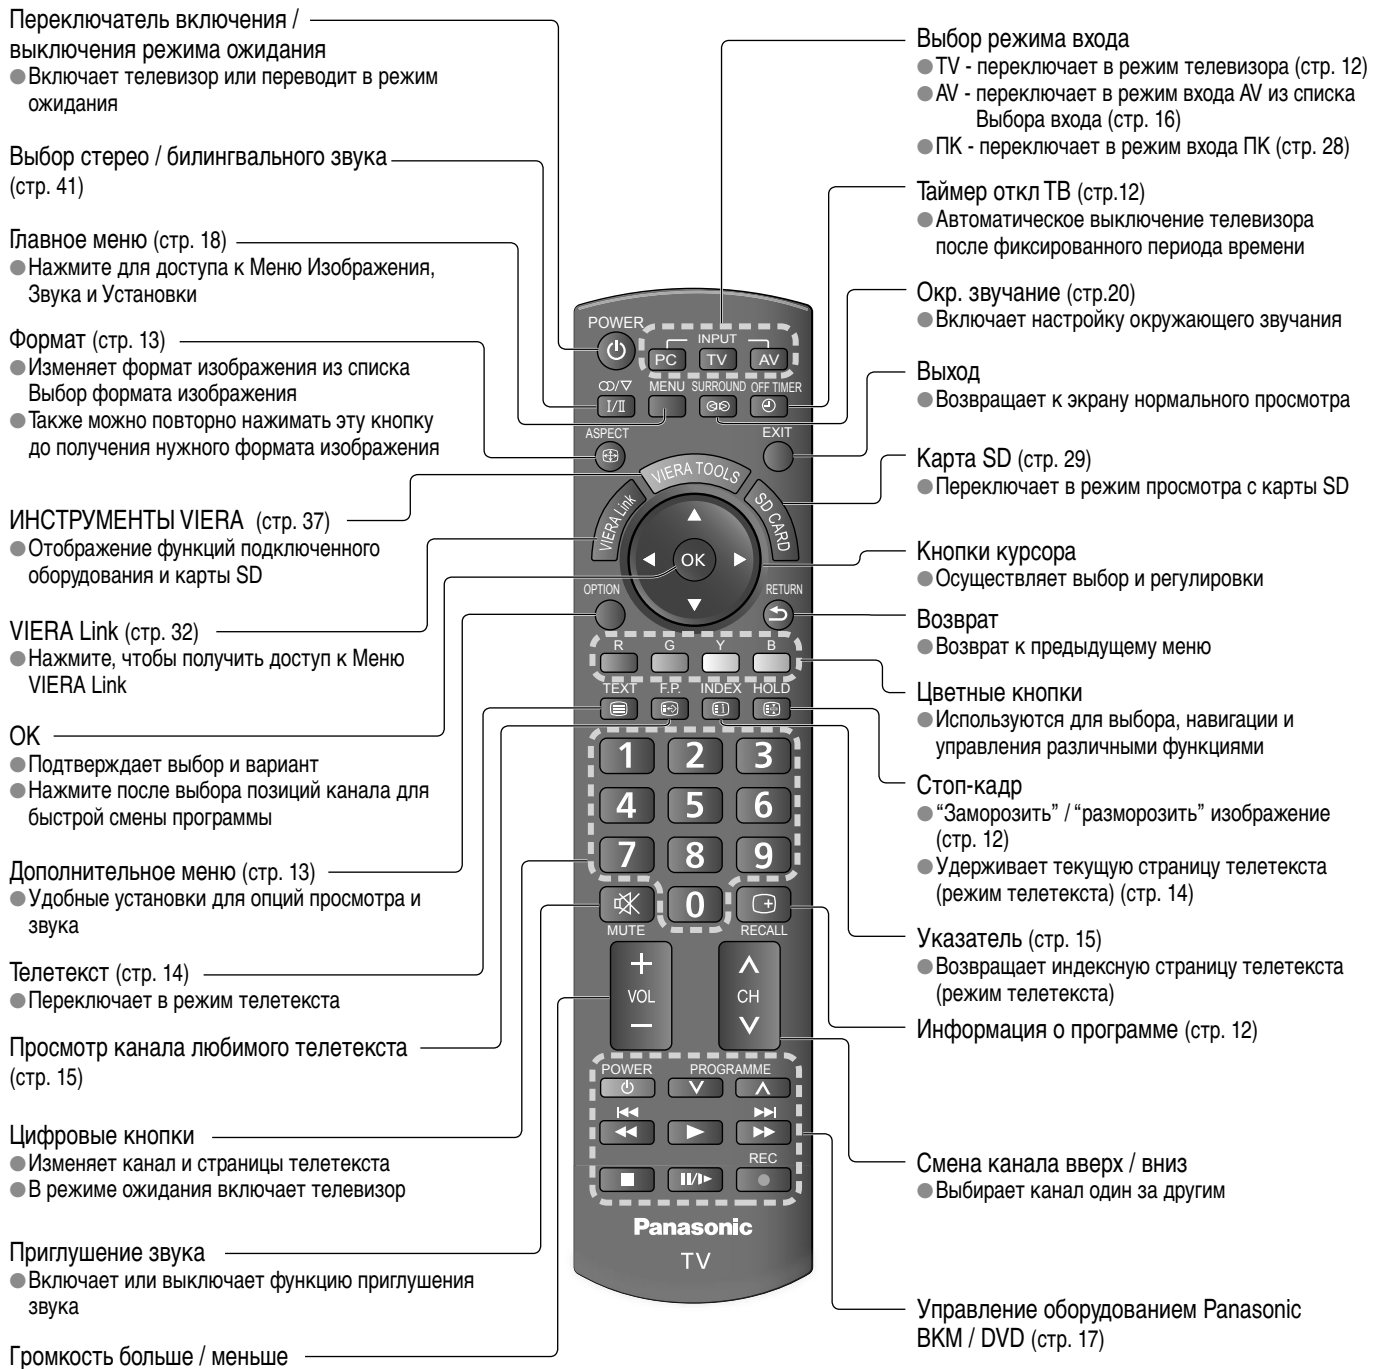 Переключатель включения /
выключения режима ожидания
●Включает телевизор или переводит в режим
ожидания
Выбор стерео / билингвального звука
(стр. 41)
Главное меню (стр. 18)
●Нажмите для доступа к Меню Изображения,
Звука и Установки
Формат (стр. 13)
●Изменяет формат изображения из списка
Выбор формата изображения
●Также можно повторно нажимать эту кнопку
до получения нужного формата изображения
ИНСТРУМЕНТЫ VIERA (стр. 37)
●Отображение функций подключенного
оборудования и карты SD
VIERA Link (стр. 32)
●Нажмите, чтобы получить доступ к Меню
VIERA Link
OK
●Подтверждает выбор и вариант
●Нажмите после выбора позиций канала для
быстрой смены программы
Дополнительное меню (стр. 13)
●Удобные установки для опций просмотра и
звука
Телетекст (стр. 14)
●Переключает в режим телетекста
Просмотр канала любимого телетекста
(стр. 15)
Цифровые кнопки
●Изменяет канал и страницы телетекста
●В режиме ожидания включает телевизор
Приглушение звука
●Включает или выключает функцию приглушения
звука
Громкость больше / меньше
POWER
INPUT
PC TV AV
MENU SURROUND OFF TIMER
I/II
ASPECT
EXIT
VIERA TOOLS
VIERA Link
SD CARD
OK
OPTION
RETURN
R G Y B
TEXT F.P. INDEX HOLD
1 2 3
4 5 6
7 8 9
0
MUTE
RECALL
+
VOL
−
∧
CH
∨
POWER PROGRAMME
REC
Panasonic
TV
Выбор режима входа
●TV - переключает в режим телевизора (стр. 12)
●AV - переключает в режим входа AV из списка
Выбора входа (стр. 16)
●ПК - переключает в режим входа ПК (стр. 28)
Таймер откл ТВ (стр.12)
●Автоматическое выключение телевизора
после фиксированного периода времени
Окр. звучание (стр.20)
●Включает настройку окружающего звучания
Выход
●Возвращает к экрану нормального просмотра
Карта SD (стр. 29)
●Переключает в режим просмотра с карты SD
Кнопки курсора
●Осуществляет выбор и регулировки
Возврат
●Возврат к предыдущему меню
Цветные кнопки
●Используются для выбора, навигации и
управления различными функциями
Стоп-кадр
●“Заморозить” / “разморозить” изображение
(стр. 12)
●Удерживает текущую страницу телетекста
(режим телетекста) (стр. 14)
Указатель (стр. 15)
●Возвращает индексную страницу телетекста
(режим телетекста)
Информация о программе (стр. 12)
Смена канала вверх / вниз
●Выбирает канал один за другим
Управление оборудованием Panasonic
ВКМ / DVD (стр. 17)